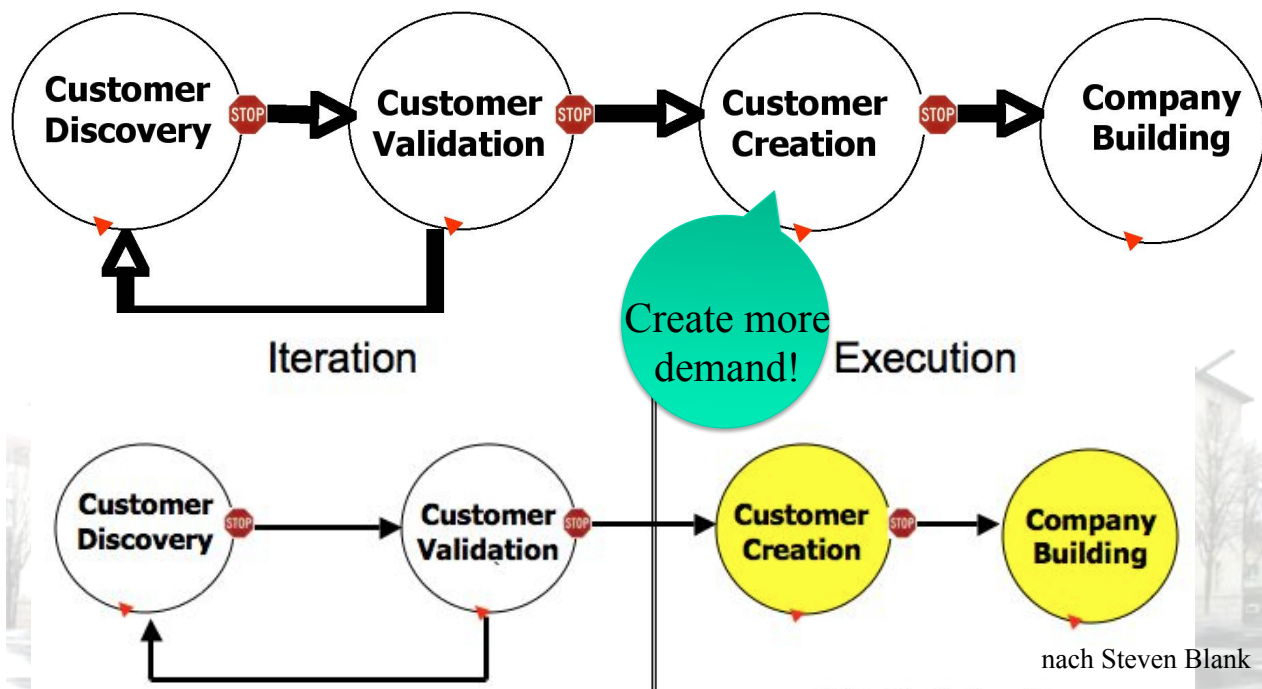 Customer
Discovery
STOP
Customer
Validation
STOP
Customer
Creation
STOP
Company
Building
Create more
demand!
Iteration
Execution
Customer
Discovery
STOP
Customer
Validation
STOP
Customer
Creation
STOP
Company
Building
nach Steven Blank